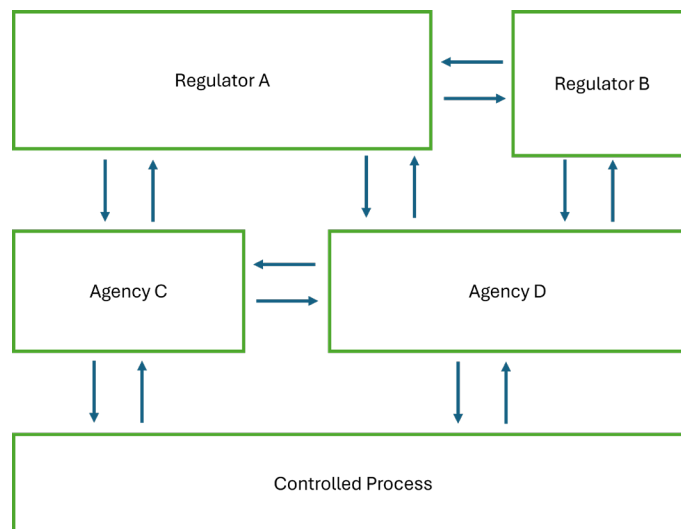 Regulator A
Regulator B
Agency C
Agency D
Controlled Process